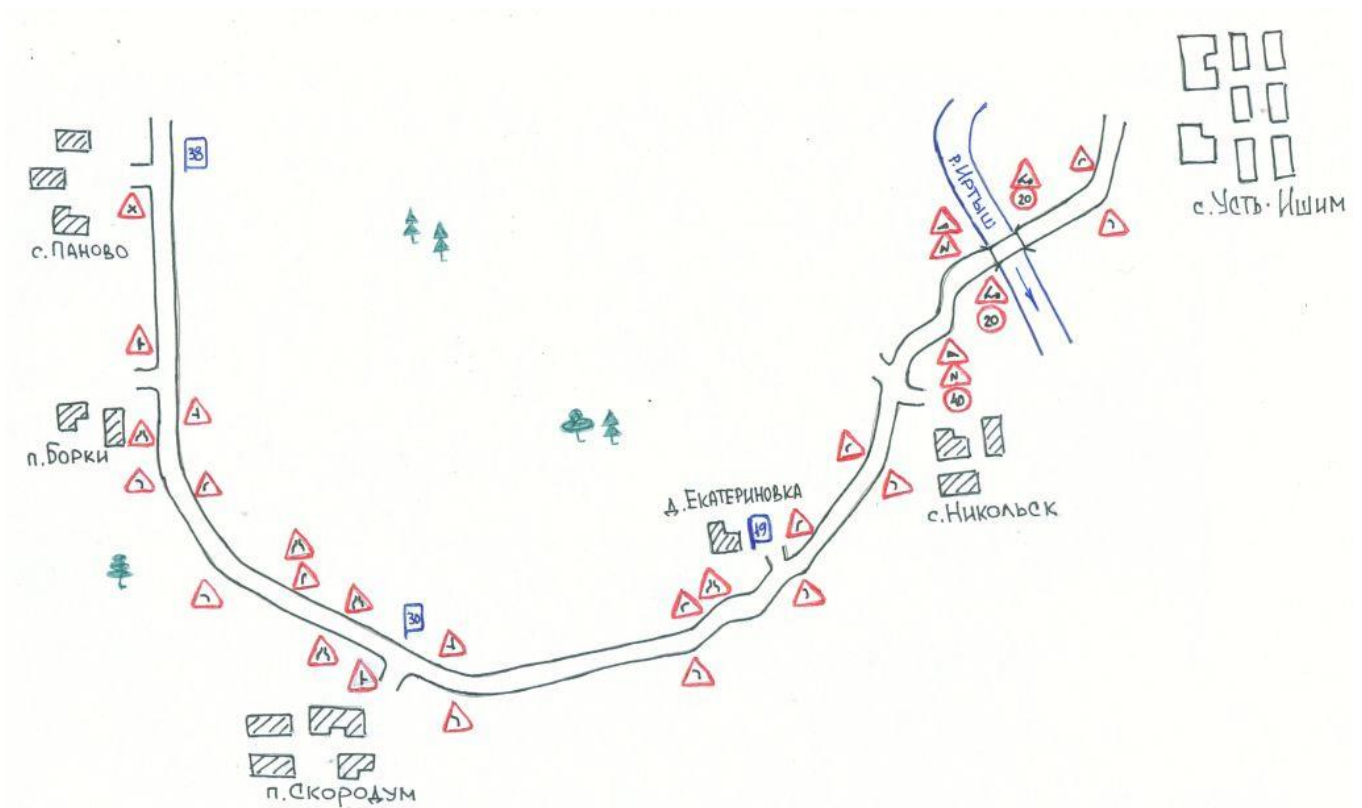 с. Усть-Ишим
р. Иртыш
20
20
40
38
с. Паново
п. Борки
с. Никольск
д. Екатериновка
19
30
п. Скородум